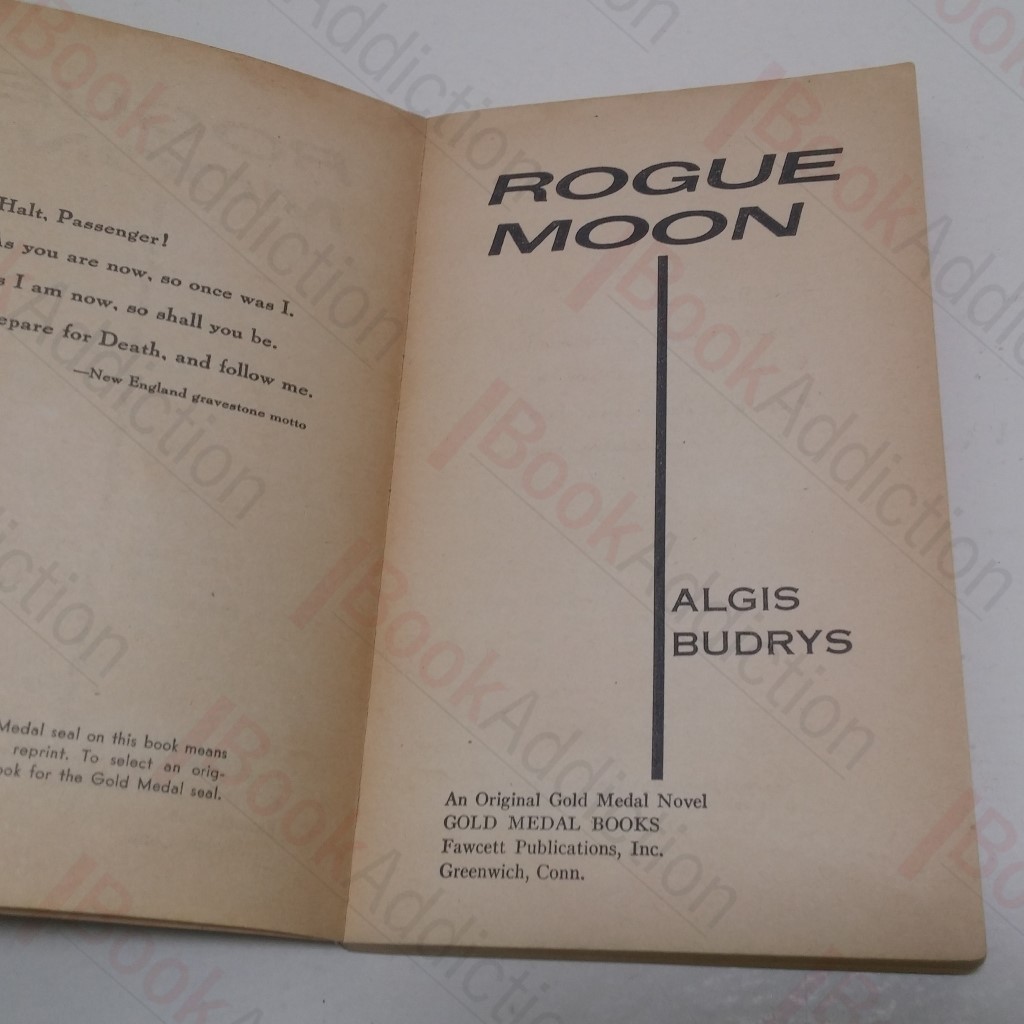 Halt, Passenger!
As you are now, so once was I.
s I am now, so shall you be.
epare for Death, and follow me.
—New England gravestone motto
Medal seal on this book means
reprint. To select an orig-
ook for the Gold Medal seal.
ROGUE
MOON
ALGIS
BUDRYS
An Original Gold Medal Novel
GOLD MEDAL BOOKS
Fawcett Publications, Inc.
Greenwich, Conn.
BookAddiction